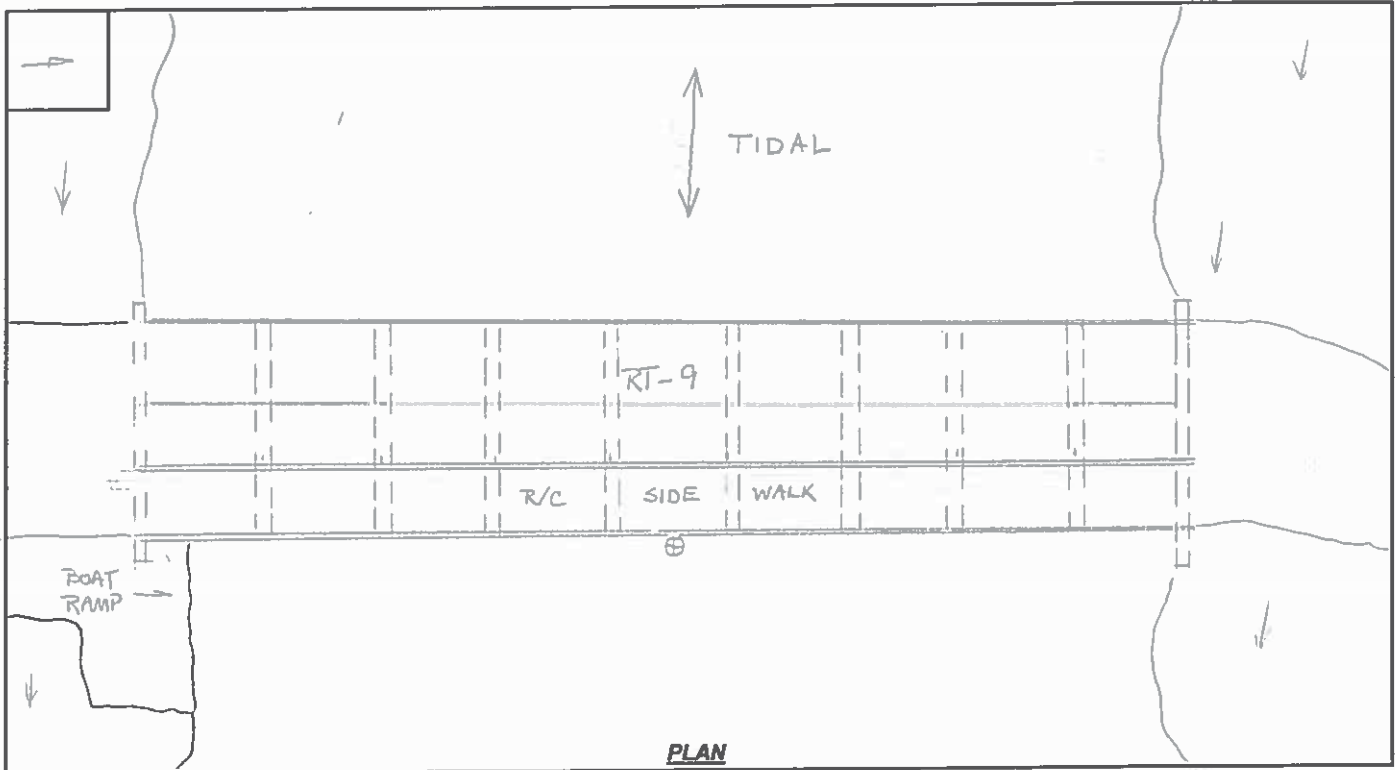 TIDAL
RT-9
R/C SIDE WALK
BOAT
RAMP
PLAN